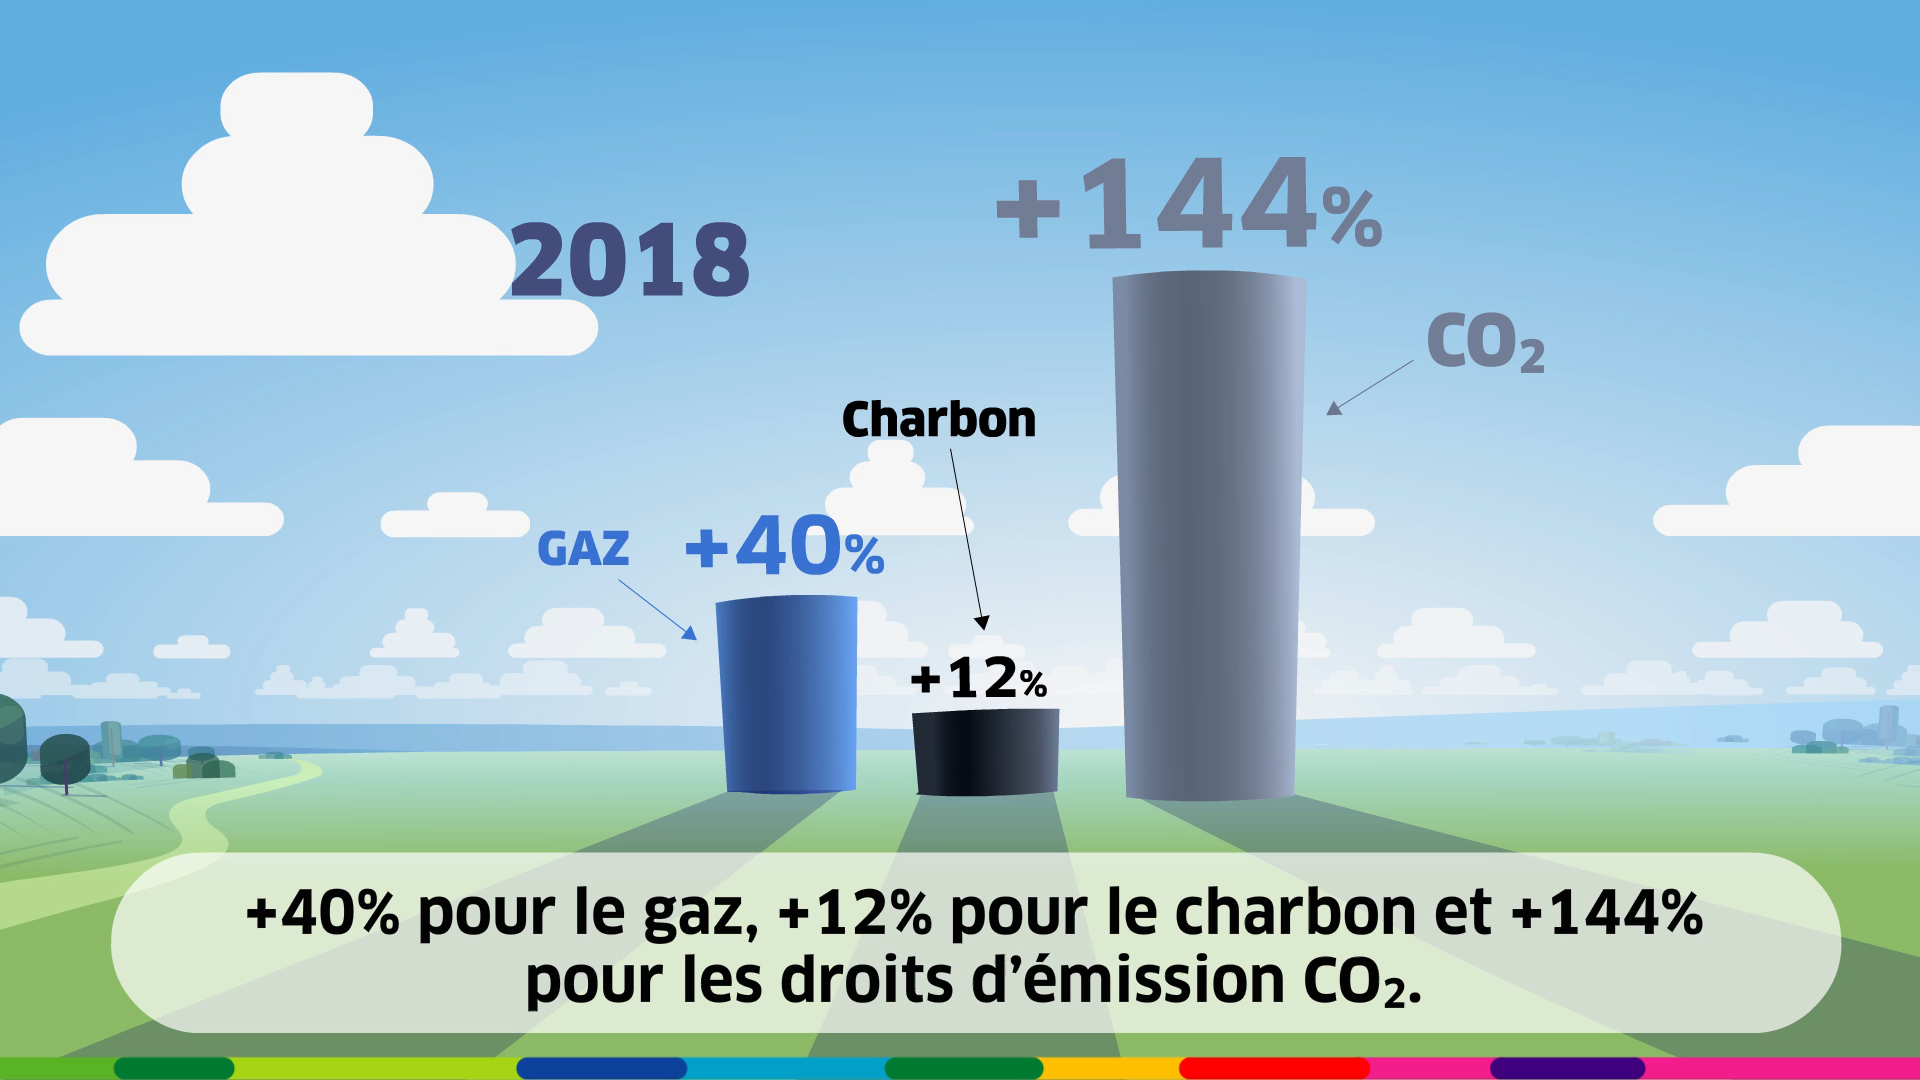 2018
+144%
CO₂
Charbon
GAZ
+40%
+12%
+40% pour le gaz, +12% pour le charbon et +144%
pour les droits d’émission CO₂.